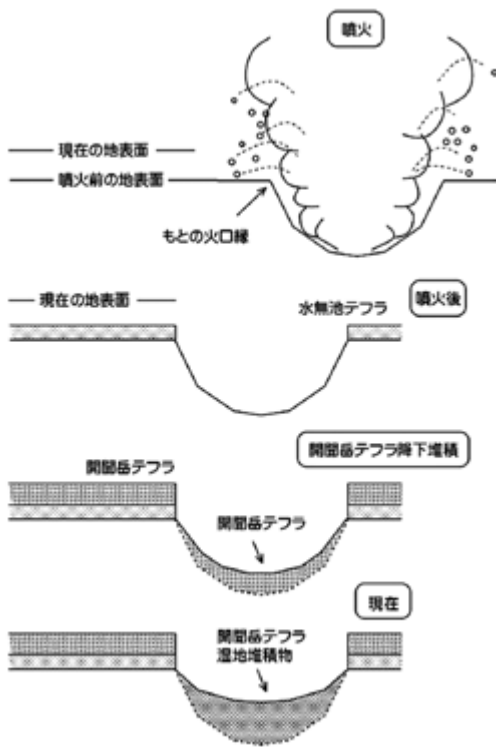 噴火
現在の地表面
噴火前の地表面
もとの火口縁
現在の地表面
噴火後
水無池テフラ
開聞岳テフラ降下堆積
開聞岳テフラ
開聞岳テフラ
現在
開聞岳テフラ
湿地堆積物